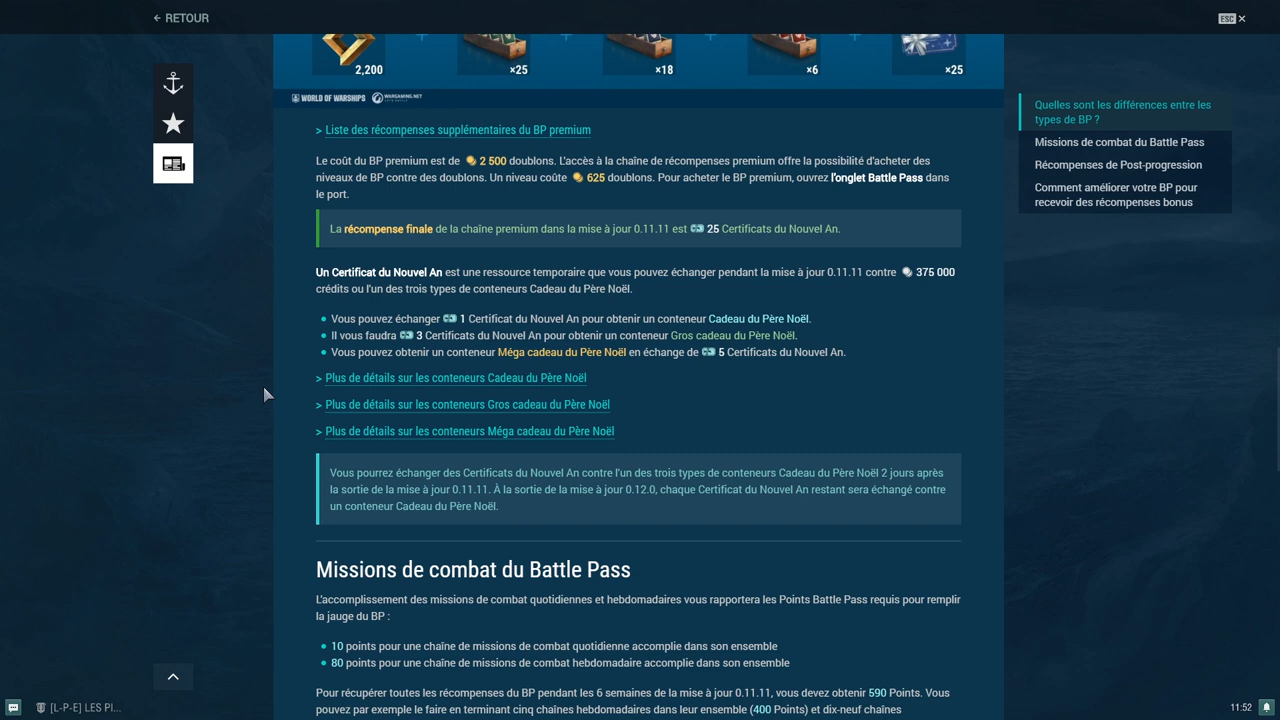 RETOUR
ESC
2,200
×25
×18
×6
×25
WORLD OF WARSHIPS WARGAMING.NET
> Liste des récompenses supplémentaires du BP premium
Le coût du BP premium est de 2 500 doublons. L'accès à la chaîne de récompenses premium offre la possibilité d'acheter des
niveaux de BP contre des doublons. Un niveau coûte 625 doublons. Pour acheter le BP premium, ouvrez l'onglet Battle Pass dans
le port.
La récompense finale de la chaîne premium dans la mise à jour 0.11.11 est 25 Certificats du Nouvel An.
Un Certificat du Nouvel An est une ressource temporaire que vous pouvez échanger pendant la mise à jour 0.11.11 contre 375 000
crédits ou l'un des trois types de conteneurs Cadeau du Père Noël.
Vous pouvez échanger 1 Certificat du Nouvel An pour obtenir un conteneur Cadeau du Père Noël.
Il vous faudra 3 Certificats du Nouvel An pour obtenir un conteneur Gros cadeau du Père Noël.
Vous pouvez obtenir un conteneur Méga cadeau du Père Noël en échange de 5 Certificats du Nouvel An.
> Plus de détails sur les conteneurs Cadeau du Père Noël
> Plus de détails sur les conteneurs Gros cadeau du Père Noël
> Plus de détails sur les conteneurs Méga cadeau du Père Noël
Vous pourrez échanger des Certificats du Nouvel An contre l'un des trois types de conteneurs Cadeau du Père Noël 2 jours après
la sortie de la mise à jour 0.11.11. À la sortie de la mise à jour 0.12.0, chaque Certificat du Nouvel An restant sera échangé contre
un conteneur Cadeau du Père Noël.
Missions de combat du Battle Pass
L'accomplissement des missions de combat quotidiennes et hebdomadaires vous rapportera les Points Battle Pass requis pour remplir
la jauge du BP :
10 points pour une chaîne de missions de combat quotidienne accomplie dans son ensemble
80 points pour une chaîne de missions de combat hebdomadaire accomplie dans son ensemble
Pour récupérer toutes les récompenses du BP pendant les 6 semaines de la mise à jour 0.11.11, vous devez obtenir 590 Points. Vous
pouvez par exemple le faire en terminant cinq chaînes hebdomadaires dans leur ensemble (400 Points) et dix-neuf chaînes
Quelles sont les différences entre les
types de BP ?
Missions de combat du Battle Pass
Récompenses de Post-progression
Comment améliorer votre BP pour
recevoir des récompenses bonus
[L-P-E] LES PI...
11:52